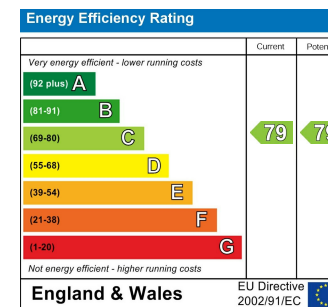 Energy Efficiency Rating
Current
Very energy efficient - lower running costs
(92 plus) A
(81-91) B
(69-80) C
79
(55-68) D
(39-54) E
(21-38) F
(1-20) G
Not energy efficient - higher running costs
England & Wales
EU Directive
2002/91/EC